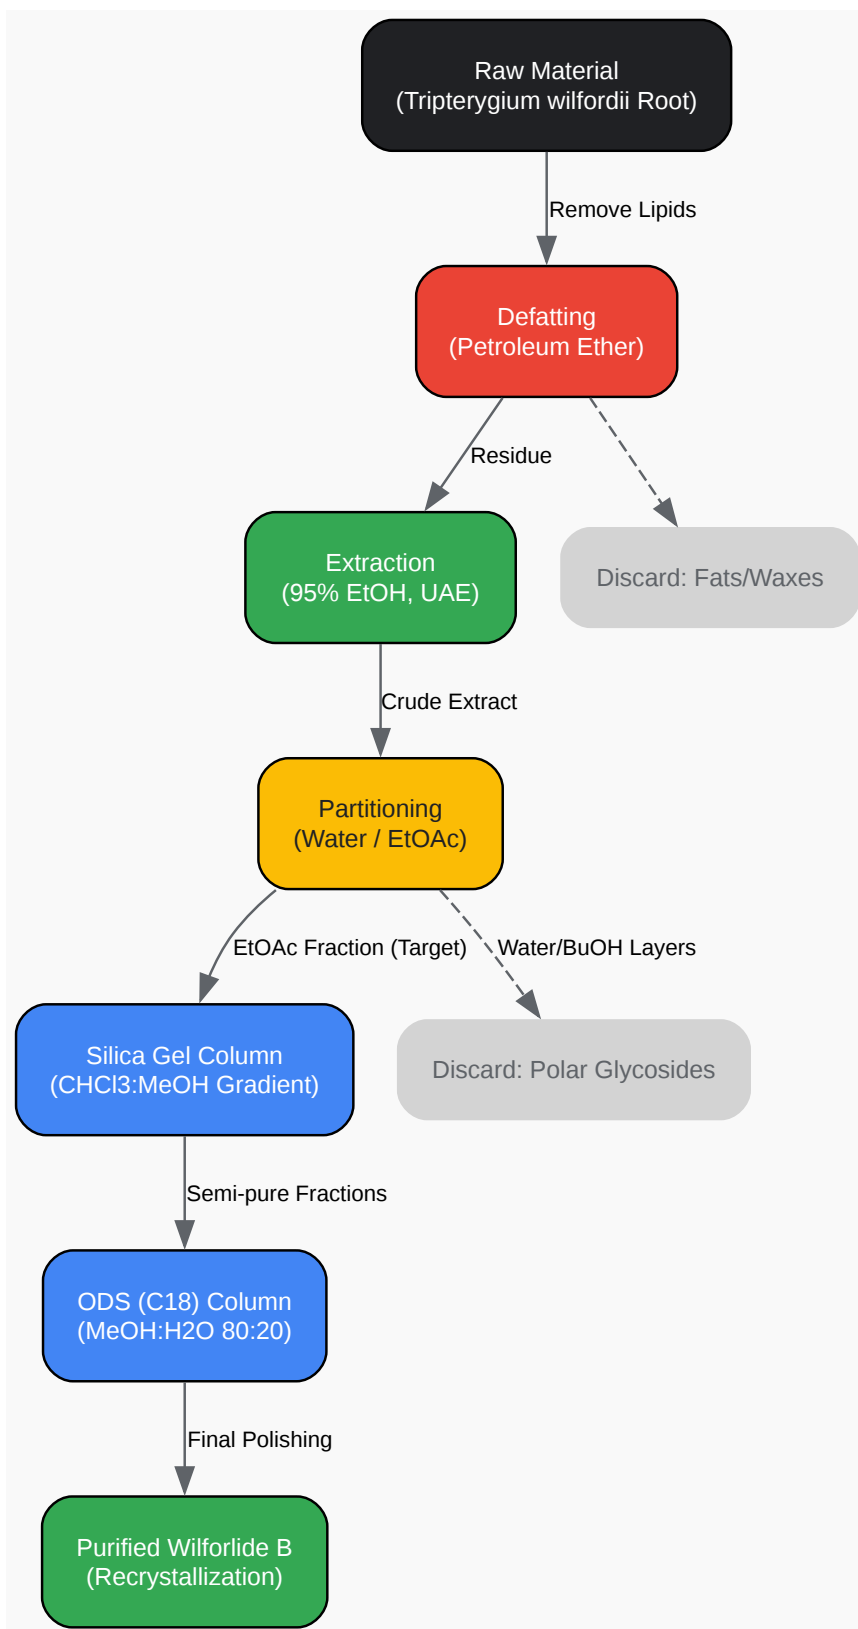 Raw Material
(Tripterygium wilfordii Root)
Remove Lipids
Defatting
(Petroleum Ether)
Residue
Extraction
(95% EtOH, UAE)
Discard: Fats/Waxes
Crude Extract
Partitioning
(Water / EtOAc)
EtOAc Fraction (Target)
Water/BuOH Layers
Silica Gel Column
(CHCl3:MeOH Gradient)
Discard: Polar Glycosides
Semi-pure Fractions
ODS (C18) Column
(MeOH:H2O 80:20)
Final Polishing
Purified Wilforlide B
(Recrystallization)